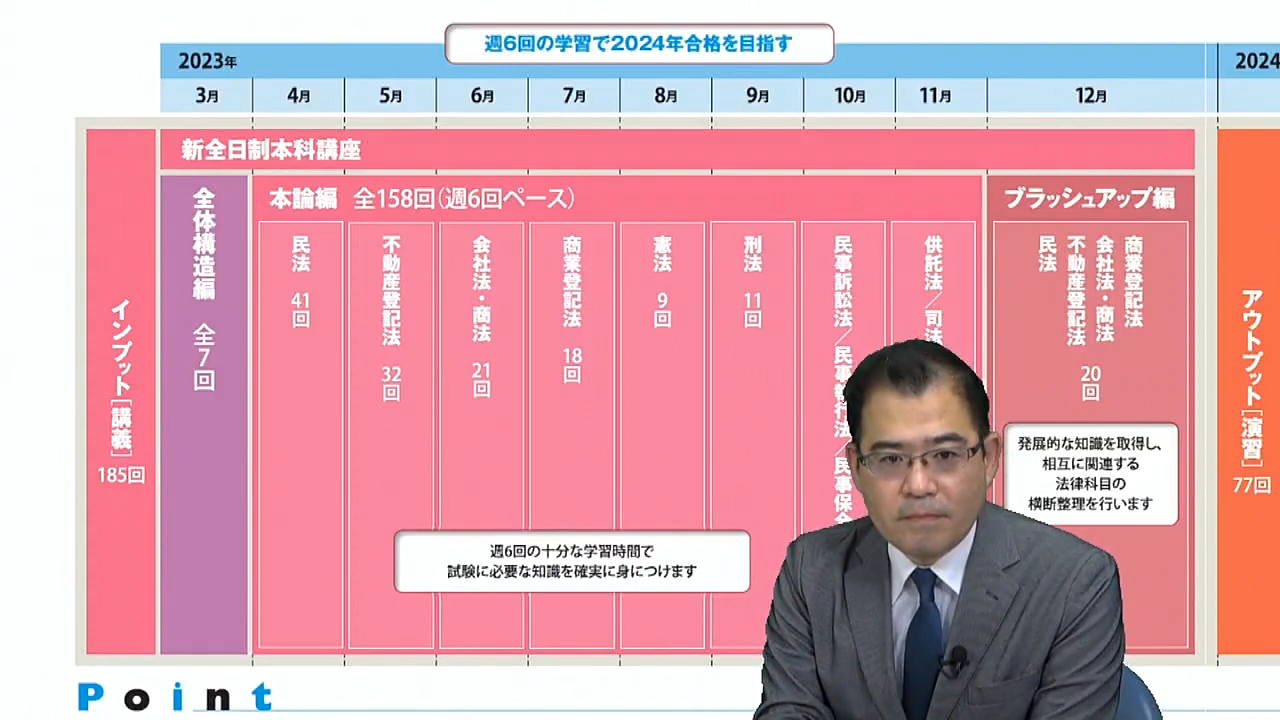 週6回の学習で2024年合格を目指す
2023年
2024
3月
4月
5月
6月
7月
8月
9月
10月
11月
12月
インプット[講義]
185回
新全日制本科講座
全体構造編 全7回
本論編 全158回(週6回ペース)
民法 41回
不動産登記法 32回
会社法・商法 21回
商業登記法 18回
憲法 9回
刑法 11回
民事訴訟法/民事執行法/民事保全
供託法/司法
ブラッシュアップ編
商業登記法
会社法・商法
不動産登記法
民法
20回
発展的な知識を取得し、
相互に関連する
法律科目の
横断整理を行います
週6回の十分な学習時間で
試験に必要な知識を確実に身につけます
アウトプット[演習]
77回
Point